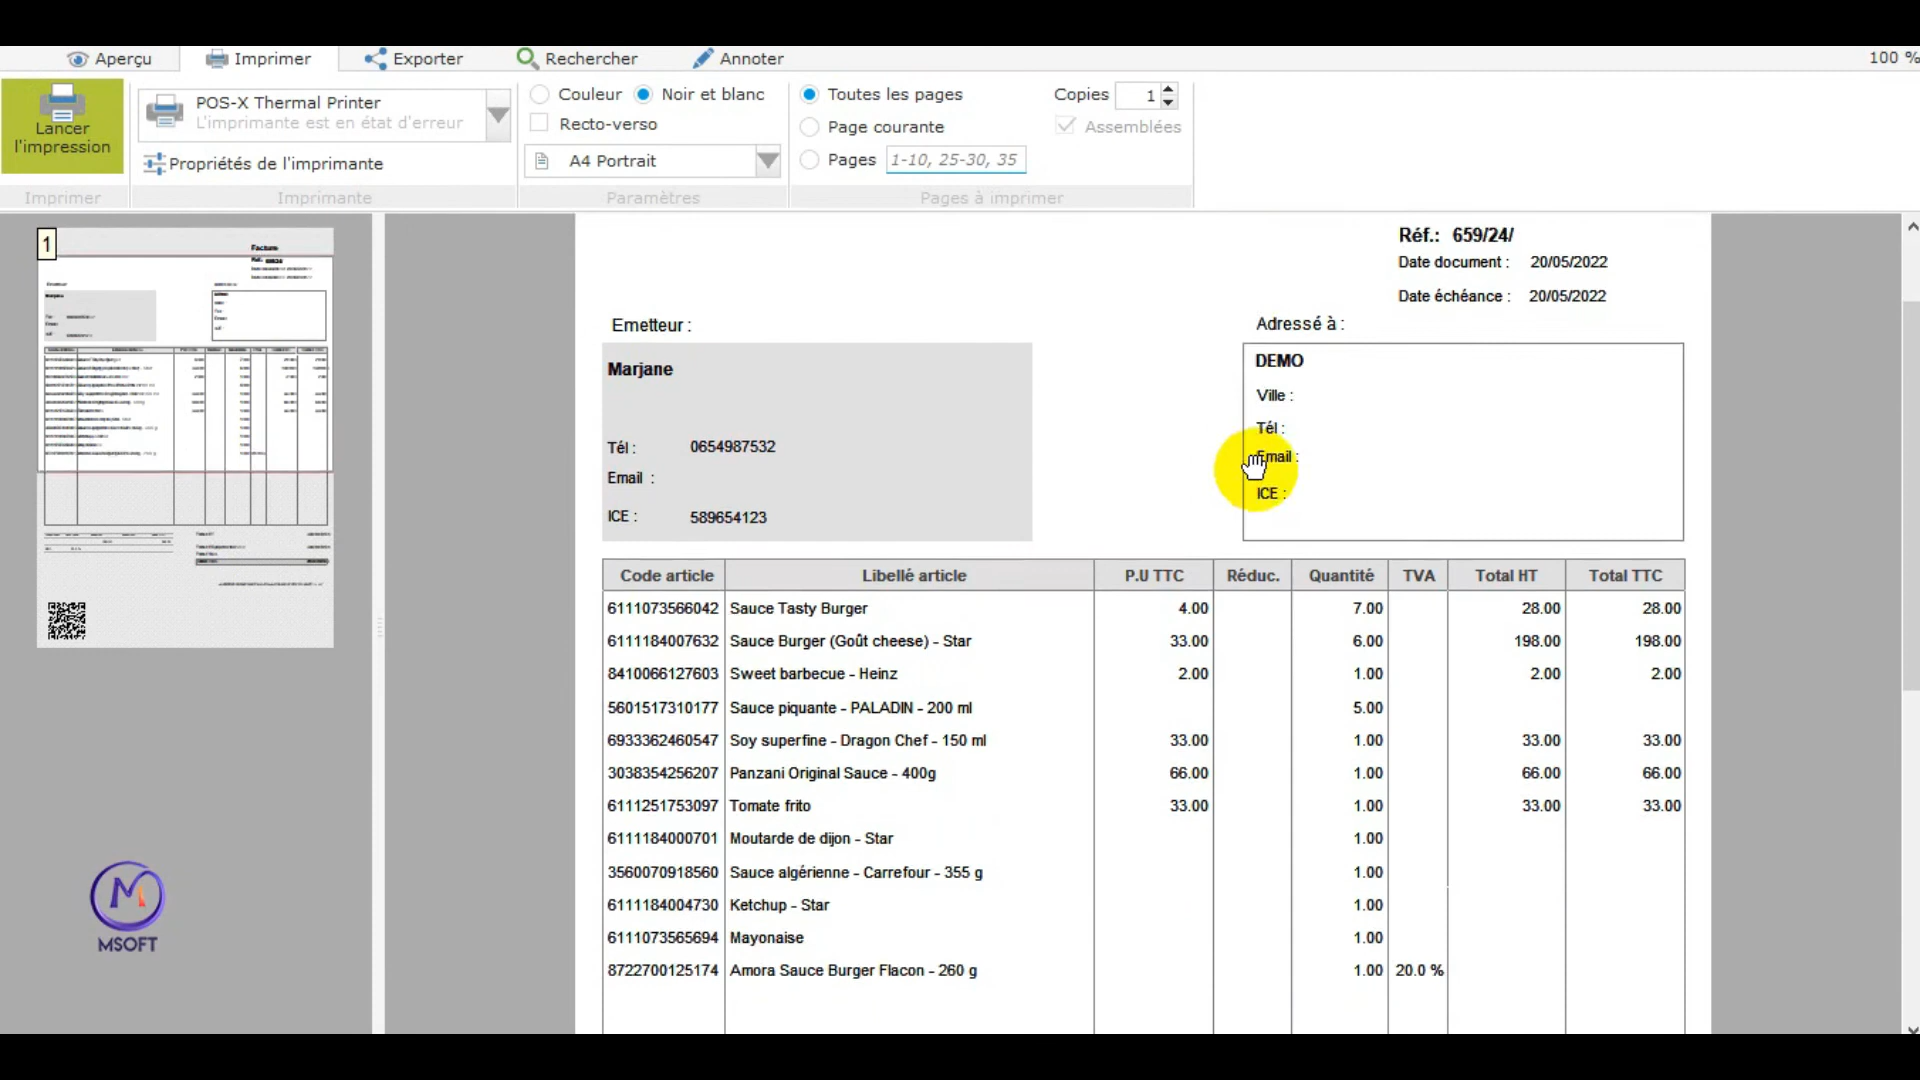 Aperçu Imprimer Exporter Rechercher Annoter 100 %
Lancer l'impression
POS-X Thermal Printer
L'imprimante est en état d'erreur
Propriétés de l'imprimante
Couleur Noir et blanc
Recto-verso
A4 Portrait
Toutes les pages
Page courante
Pages 1-10, 25-30, 35
Copies 1
Assemblées
Imprimer Imprimante Paramètres Pages à imprimer
1
Facture
MSOFT
Réf.: 659/24/
Date document : 20/05/2022
Date échéance : 20/05/2022
Emetteur :
Marjane
Tél : 0654987532
Email :
ICE : 589654123
Adressé à :
DEMO
Ville :
Tél :
Email :
ICE :
Code article Libellé article P.U TTC Réduc. Quantité TVA Total HT Total TTC
6111073566042 Sauce Tasty Burger 4.00 7.00 28.00 28.00
6111184007632 Sauce Burger (Goût cheese) - Star 33.00 6.00 198.00 198.00
8410066127603 Sweet barbecue - Heinz 2.00 1.00 2.00 2.00
5601517310177 Sauce piquante - PALADIN - 200 ml 5.00
6933362460547 Soy superfine - Dragon Chef - 150 ml 33.00 1.00 33.00 33.00
3038354256207 Panzani Original Sauce - 400g 66.00 1.00 66.00 66.00
6111251753097 Tomate frito 33.00 1.00 33.00 33.00
6111184000701 Moutarde de dijon - Star 1.00
3560070918560 Sauce algérienne - Carrefour - 355 g 1.00
6111184004730 Ketchup - Star 1.00
6111073565694 Mayonaise 1.00
8722700125174 Amora Sauce Burger Flacon - 260 g 1.00 20.0 %